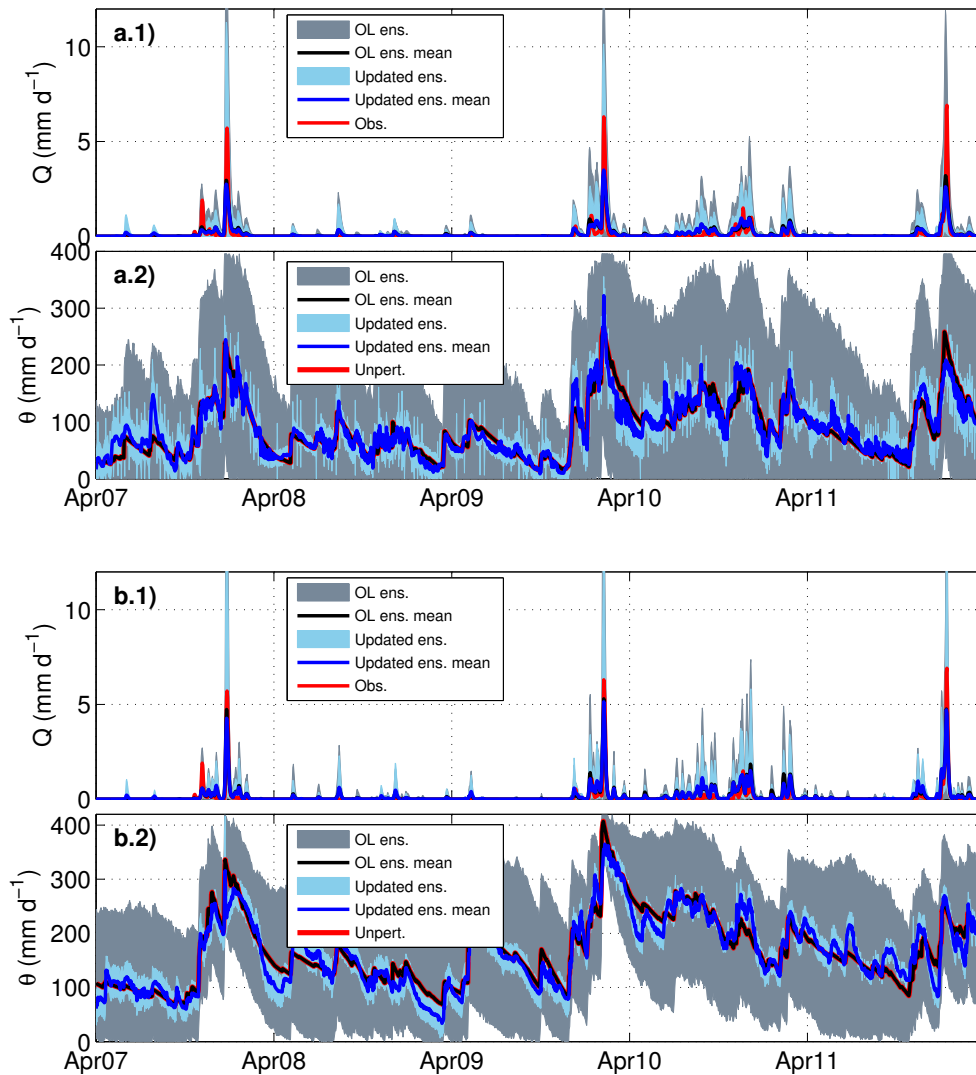 a.1)
OL ens.
OL ens. mean
Updated ens.
Updated ens. mean
Obs.
10
5
0
Q (mm d⁻¹)
a.2)
OL ens.
OL ens. mean
Updated ens.
Updated ens. mean
Unpert.
400
300
200
100
0
θ (mm d⁻¹)
Apr07 Apr08 Apr09 Apr10 Apr11
b.1)
OL ens.
OL ens. mean
Updated ens.
Updated ens. mean
Obs.
10
5
0
Q (mm d⁻¹)
b.2)
OL ens.
OL ens. mean
Updated ens.
Updated ens. mean
Unpert.
400
300
200
100
0
θ (mm d⁻¹)
Apr07 Apr08 Apr09 Apr10 Apr11